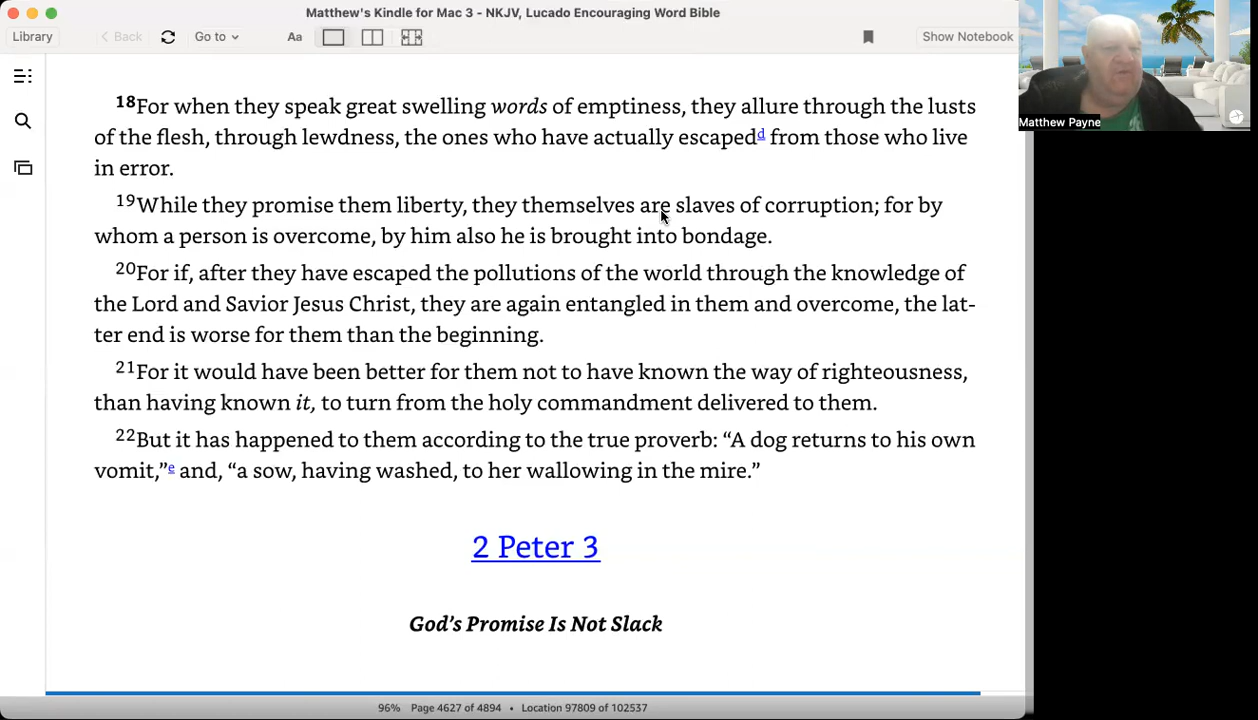 Matthew's Kindle for Mac 3 - NKJV, Lucado Encouraging Word Bible
Library
Back
Go to
Aa
Show Notebook
Matthew Payne
18For when they speak great swelling words of emptiness, they allure through the lusts
of the flesh, through lewdness, the ones who have actually escapedd from those who live
in error.
19While they promise them liberty, they themselves are slaves of corruption; for by
whom a person is overcome, by him also he is brought into bondage.
20For if, after they have escaped the pollutions of the world through the knowledge of
the Lord and Savior Jesus Christ, they are again entangled in them and overcome, the lat-
ter end is worse for them than the beginning.
21For it would have been better for them not to have known the way of righteousness,
than having known it, to turn from the holy commandment delivered to them.
22But it has happened to them according to the true proverb: “A dog returns to his own
vomit,”e and, “a sow, having washed, to her wallowing in the mire.”
2 Peter 3
God’s Promise Is Not Slack
96% Page 4627 of 4894 • Location 97809 of 102537